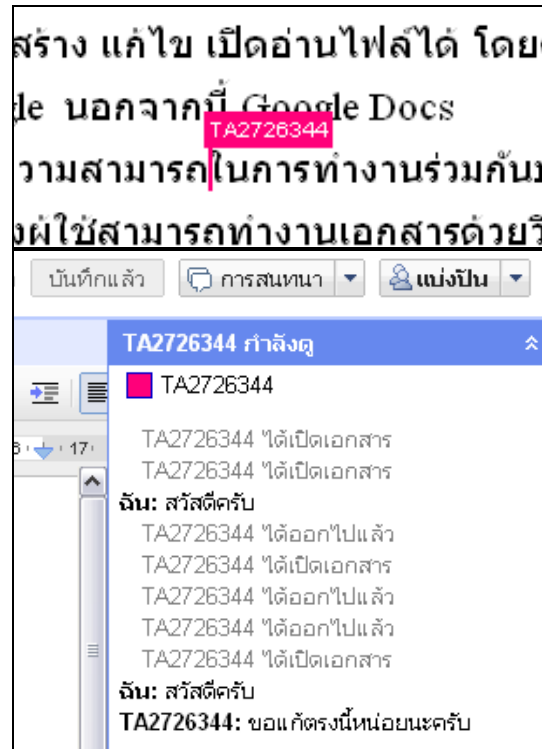 สร้าง แก้ไข เปิดอ่านไฟล์ได้ โดย
le นอกจากนี้ Google Docs
TA2726344
วามสามารถในการทำงานร่วมกัน
งผู้ใช้สามารถทำงานเอกสารด้วยวิ
บันทึกแล้ว การสนทนา แบ่งปัน
TA2726344 กำลังดู
TA2726344
17
TA2726344 ได้เปิดเอกสาร
TA2726344 ได้เปิดเอกสาร
ฉัน: สวัสดีครับ
TA2726344 ได้ออกไปแล้ว
TA2726344 ได้เปิดเอกสาร
TA2726344 ได้ออกไปแล้ว
TA2726344 ได้ออกไปแล้ว
TA2726344 ได้เปิดเอกสาร
ฉัน: สวัสดีครับ
TA2726344: ขอแก้ตรงนี้หน่อยนะครับ